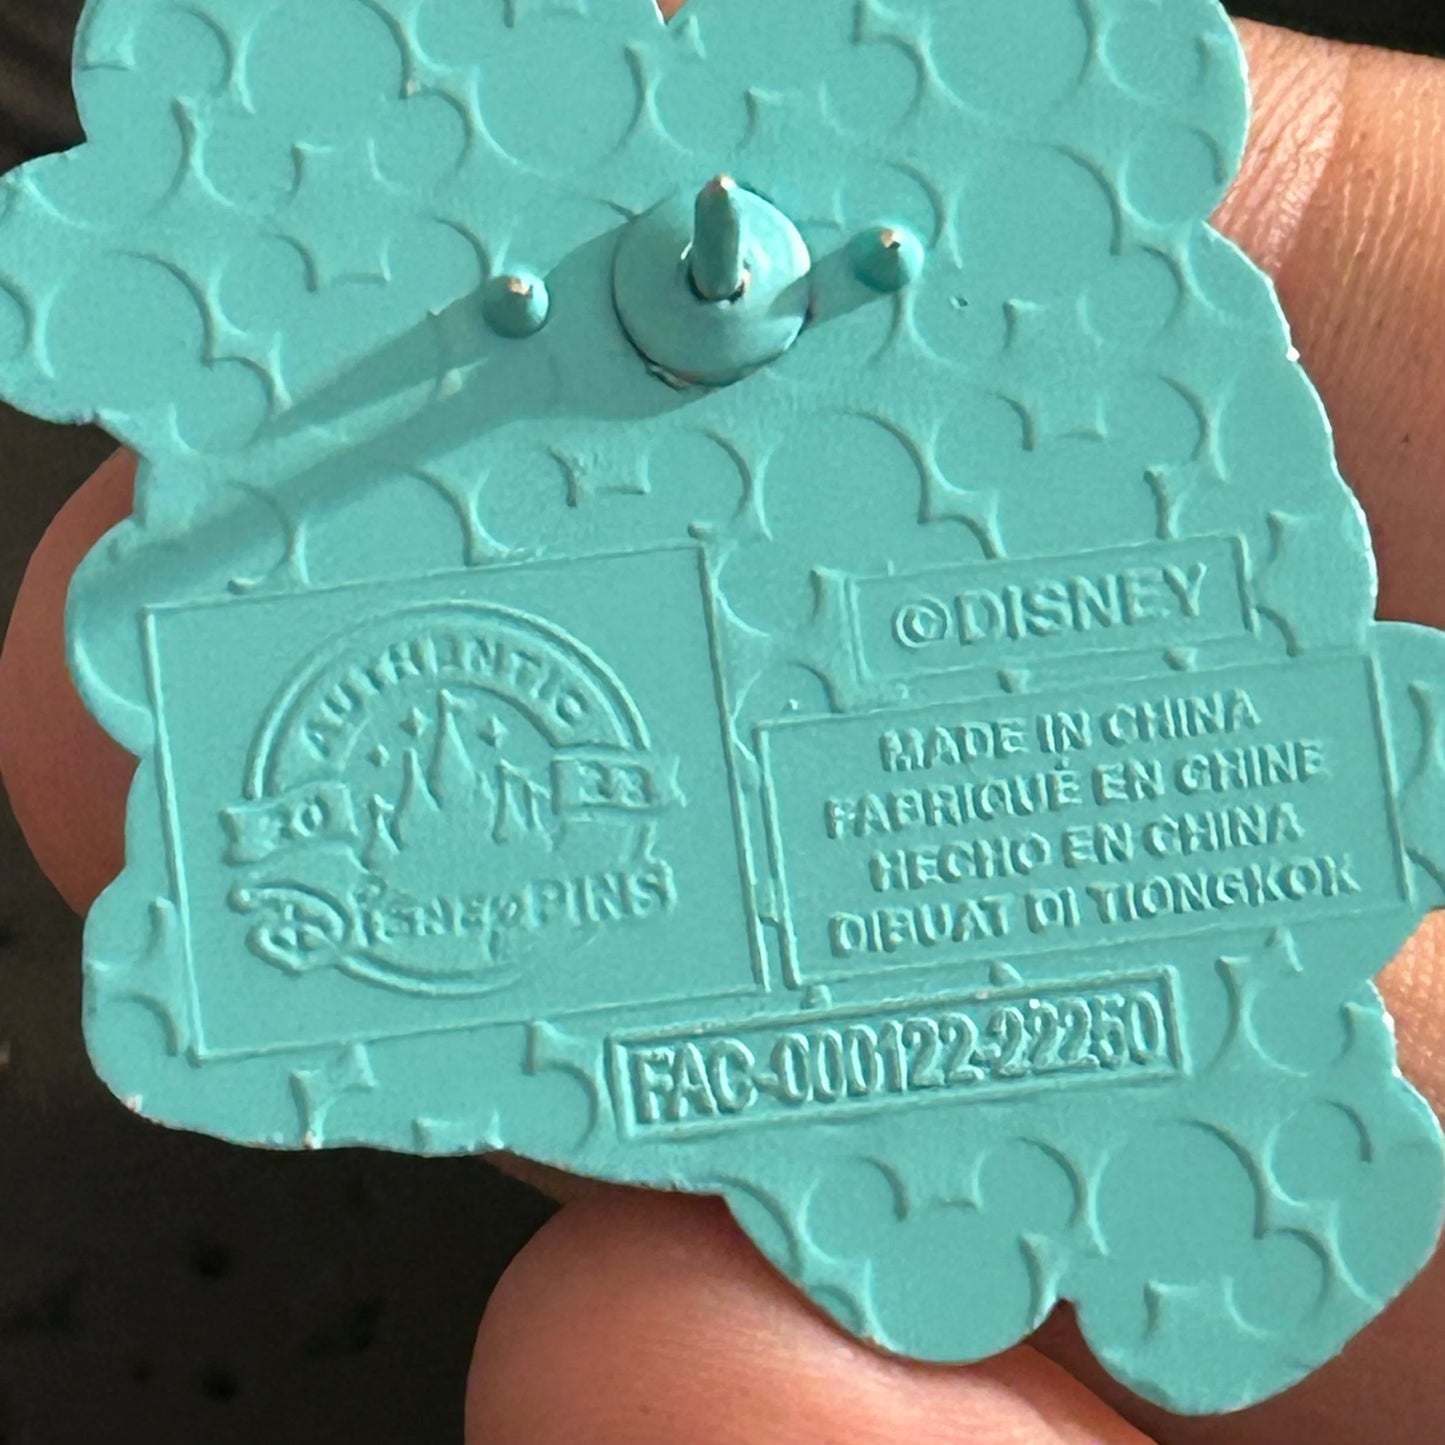 AUTHENTIC
20 23
Disney PINS
©DISNEY
MADE IN CHINA
FABRIQUÉ EN CHINE
HECHO EN CHINA
DIBUAT DI TIONGKOK
FAC-000122-22250